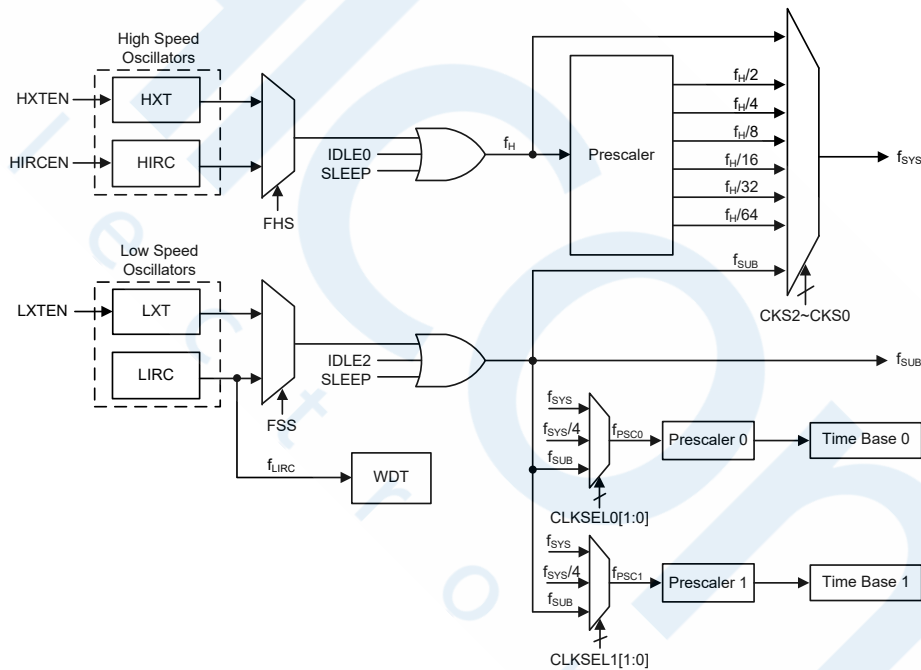 High Speed
Oscillators
HXTEN
HXT
HIRCEN
HIRC
FHS
IDLE0
SLEEP
fH
Prescaler
fH/2
fH/4
fH/8
fH/16
fH/32
fH/64
fSUB
CKS2~CKS0
fSYS
Low Speed
Oscillators
LXTEN
LXT
LIRC
FSS
IDLE2
SLEEP
fSUB
fLIRC
WDT
fSYS
fSYS/4
fSUB
fPSC0
Prescaler 0
Time Base 0
CLKSEL0[1:0]
fSYS
fSYS/4
fSUB
fPSC1
Prescaler 1
Time Base 1
CLKSEL1[1:0]